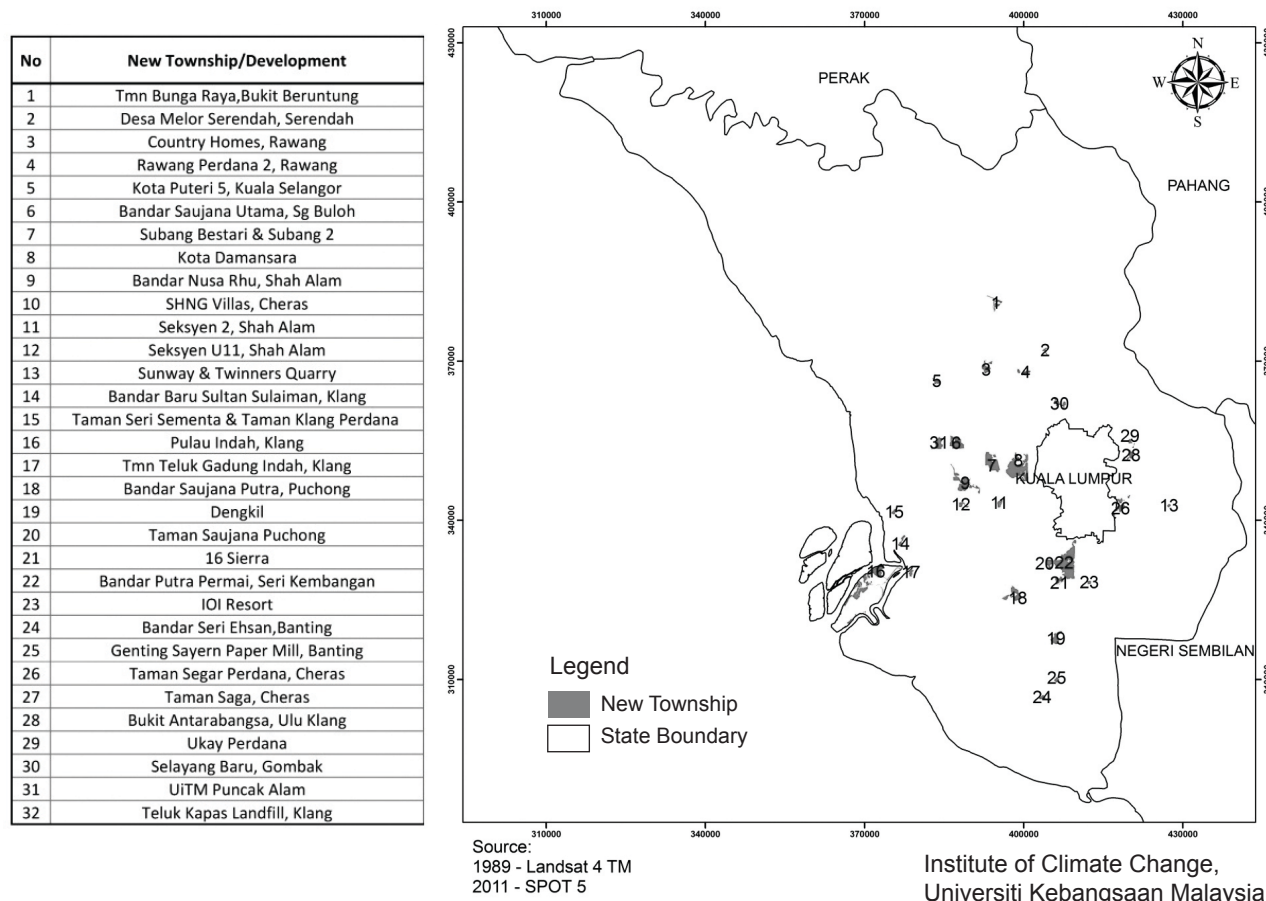 No New Township/Development
1 Tmn Bunga Raya,Bukit Beruntung
2 Desa Melor Serendah, Serendah
3 Country Homes, Rawang
4 Rawang Perdana 2, Rawang
5 Kota Puteri 5, Kuala Selangor
6 Bandar Saujana Utama, Sg Buloh
7 Subang Bestari & Subang 2
8 Kota Damansara
9 Bandar Nusa Rhu, Shah Alam
10 SHNG Villas, Cheras
11 Seksyen 2, Shah Alam
12 Seksyen U11, Shah Alam
13 Sunway & Twinners Quarry
14 Bandar Baru Sultan Sulaiman, Klang
15 Taman Seri Sementa & Taman Klang Perdana
16 Pulau Indah, Klang
17 Tmn Teluk Gadung Indah, Klang
18 Bandar Saujana Putra, Puchong
19 Dengkil
20 Taman Saujana Puchong
21 16 Sierra
22 Bandar Putra Permai, Seri Kembangan
23 IOI Resort
24 Bandar Seri Ehsan,Banting
25 Genting Sayern Paper Mill, Banting
26 Taman Segar Perdana, Cheras
27 Taman Saga, Cheras
28 Bukit Antarabangsa, Ulu Klang
29 Ukay Perdana
30 Selayang Baru, Gombak
31 UiTM Puncak Alam
32 Teluk Kapas Landfill, Klang
310000 340000 370000 400000 430000
430000
400000
370000
340000
310000
N
W E
S
PERAK
PAHANG
1
2
3 4
5
30
29
31 6
28
8
7
KUALA LUMPUR
9
12 11 26 13
15
14
20 22
16 17
21 23
18
19
NEGERI SEMBILAN
25
24
Legend
New Township
State Boundary
310000 340000 370000 400000 430000
Source:
1989 - Landsat 4 TM
2011 - SPOT 5
Institute of Climate Change,
Universiti Kebangsaan Malaysia